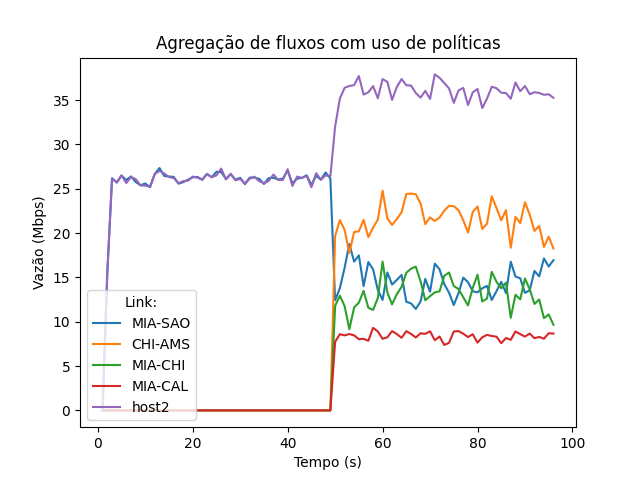 Agregação de fluxos com uso de políticas
Vazão (Mbps)
35
30
25
20
15
10
5
0
Link:
MIA-SAO
CHI-AMS
MIA-CHI
MIA-CAL
host2
0 20 40 60 80 100
Tempo (s)